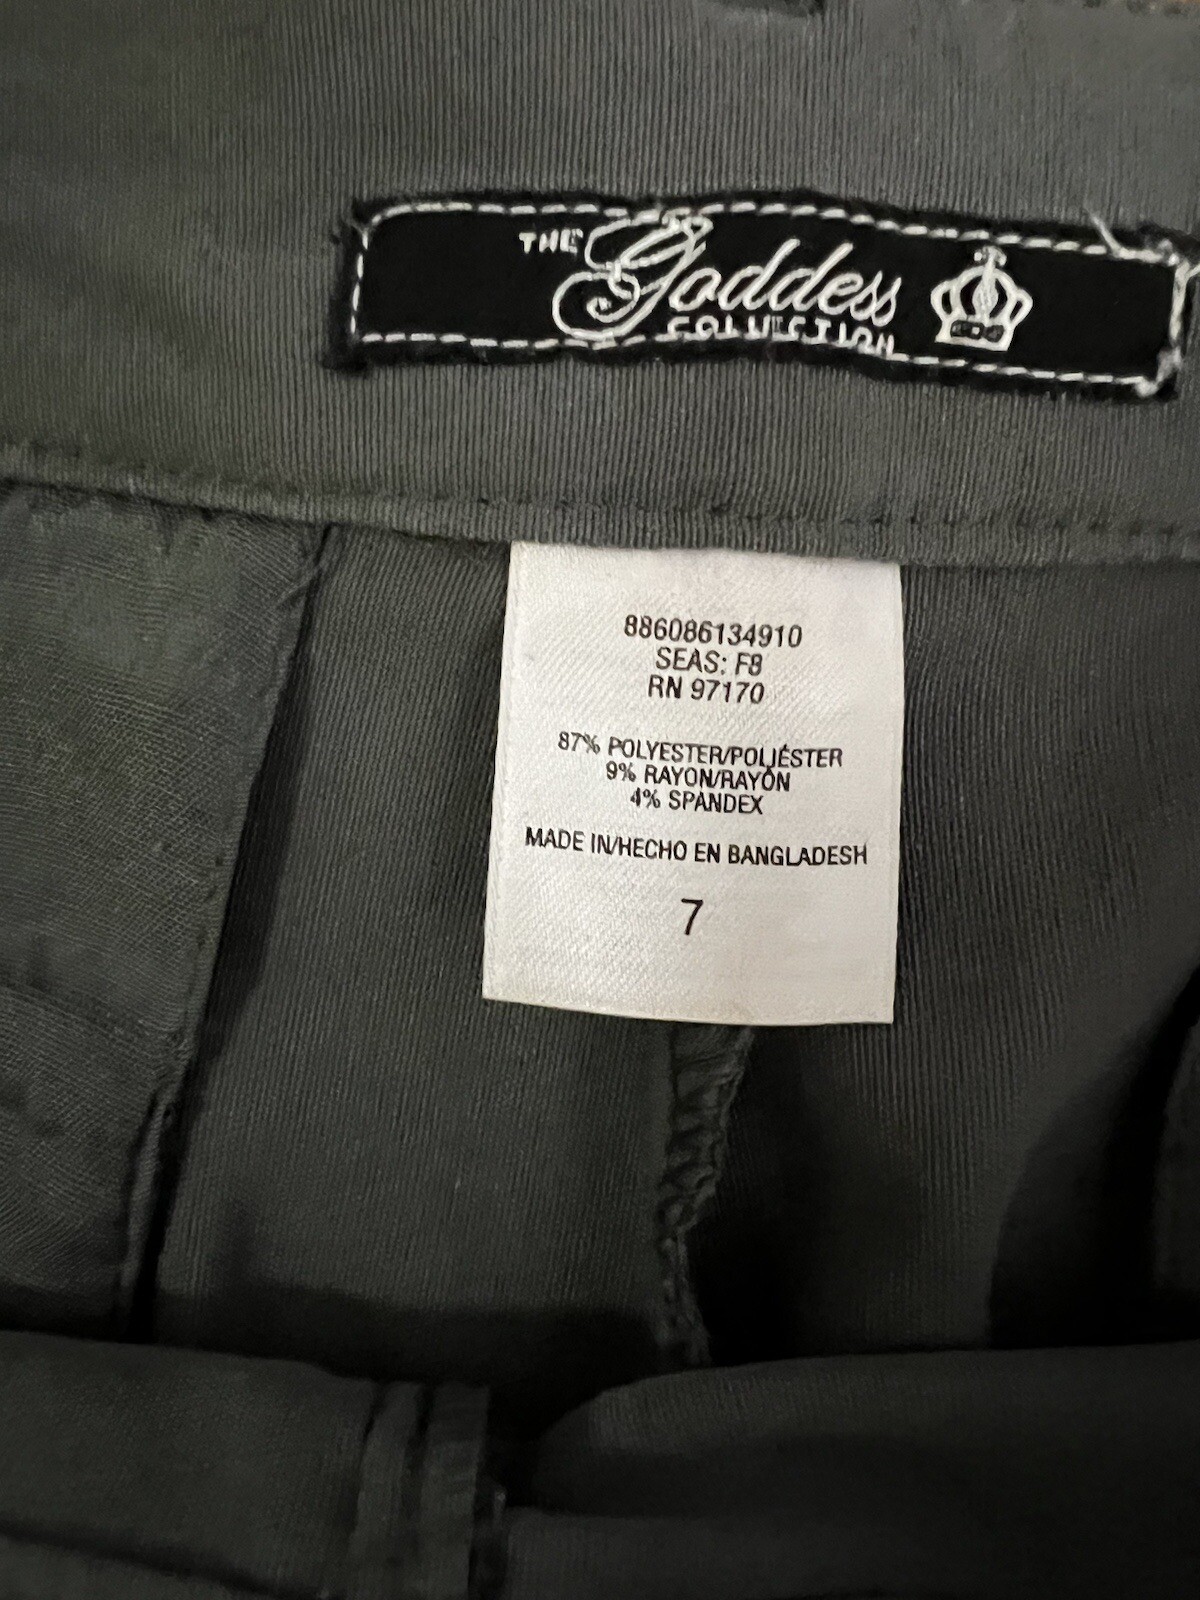 THE Goddess
COLLECTION
886086134910
SEAS: F8
RN 97170
87% POLYESTER/POLIÉSTER
9% RAYON/RAYÓN
4% SPANDEX
MADE IN/HECHO EN BANGLADESH
7